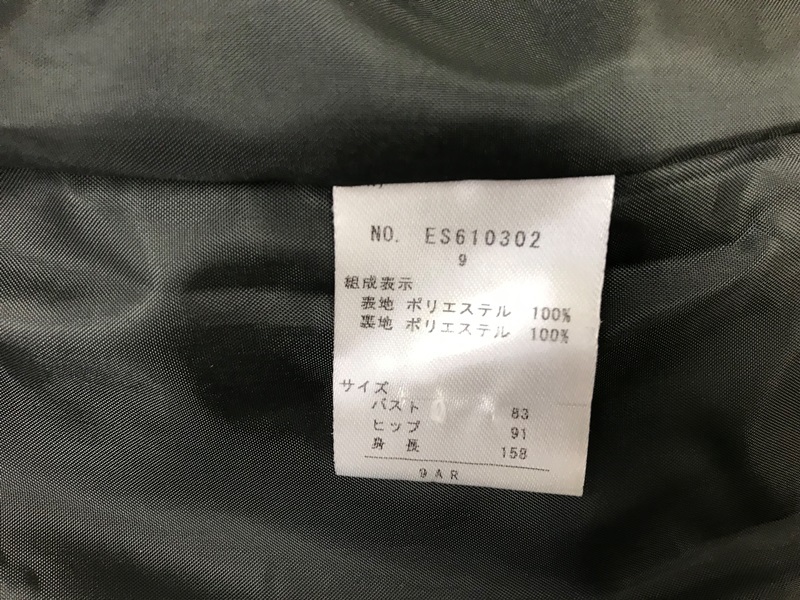 NO. ES610302
9
組成表示
表地 ポリエステル 100%
裏地 ポリエステル 100%
サイズ
バスト 83
ヒップ 91
身長 158
9AR